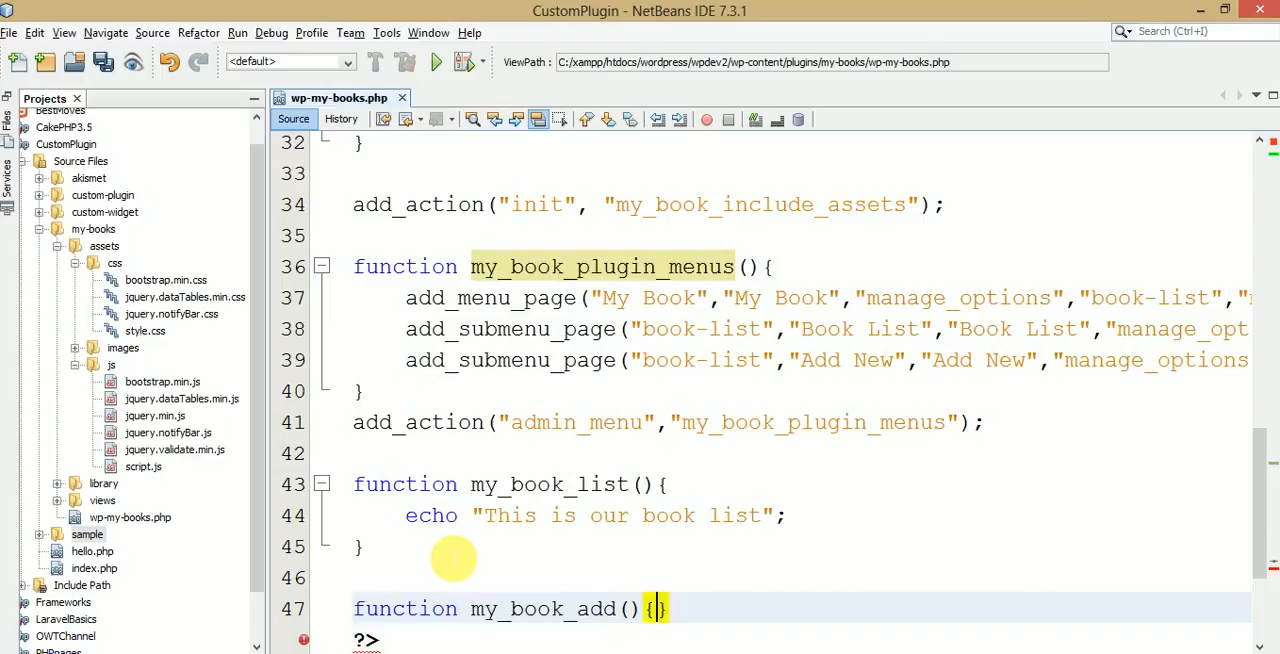 CustomPlugin - NetBeans IDE 7.3.1
File Edit View Navigate Source Refactor Run Debug Profile Team Tools Window Help
Search (Ctrl+I)
<default>
ViewPath : C:/xampp/htdocs/wordpress/wpdev2/wp-content/plugins/my-books/wp-my-books.php
Projects
wp-my-books.php
Files
Services
Source History
BestMoves
CakePHP3.5
CustomPlugin
Source Files
akismet
custom-plugin
custom-widget
my-books
assets
css
bootstrap.min.css
jquery.dataTables.min.css
jquery.notifyBar.css
style.css
images
js
bootstrap.min.js
jquery.dataTables.min.js
jquery.min.js
jquery.notifyBar.js
jquery.validate.min.js
script.js
library
views
wp-my-books.php
sample
hello.php
index.php
Include Path
Frameworks
LaravelBasics
OWTChannel
PHPpages
32 }
33
34 add_action("init", "my_book_include_assets");
35
36 function my_book_plugin_menus(){
37 add_menu_page("My Book","My Book","manage_options","book-list","
38 add_submenu_page("book-list","Book List","Book List","manage_opt
39 add_submenu_page("book-list","Add New","Add New","manage_options
40 }
41 add_action("admin_menu","my_book_plugin_menus");
42
43 function my_book_list(){
44 echo "This is our book list";
45 }
46
47 function my_book_add(){}
?>